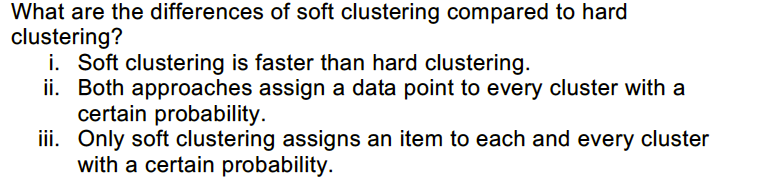 What are the differences of soft clustering compared to hard
clustering?
i. Soft clustering is faster than hard clustering.
ii. Both approaches assign a data point to every cluster with a
certain probability.
iii. Only soft clustering assigns an item to each and every cluster
with a certain probability.